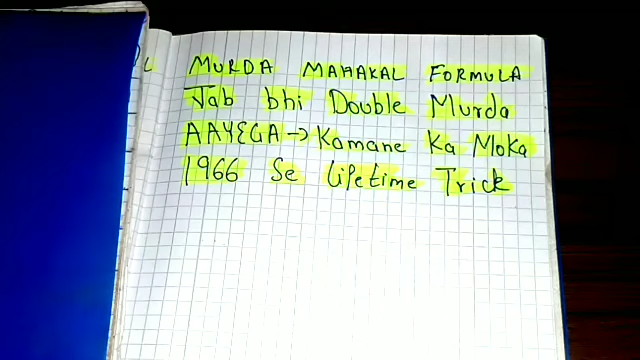 MURDA MAHAKAL FORMULA
Jab bhi Double Murda
AAYEGA → Kamane Ka Moka
1966 Se Lifetime Trick